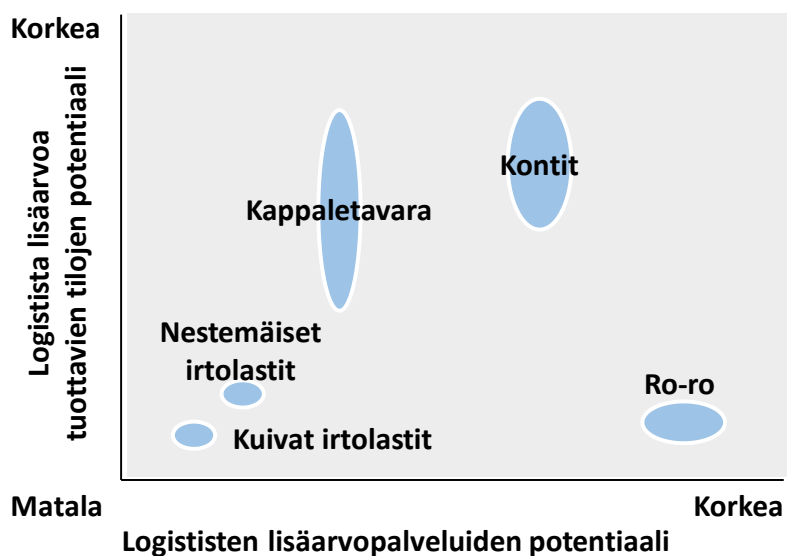 Korkea
Logistista lisäarvoa
tuottavien tilojen potentiaali
Kontit
Kappaletavara
Nestemäiset
irtolastit
Ro-ro
Kuivat irtolastit
Matala
Korkea
Logististen lisäarvopalveluiden potentiaali